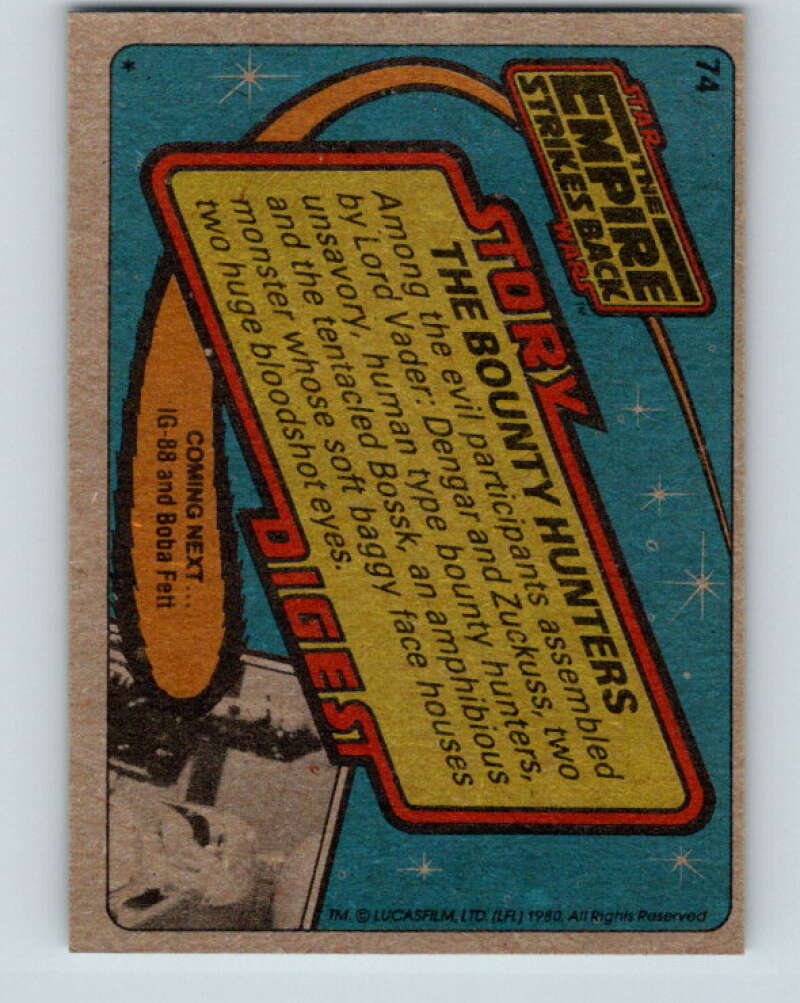 74
STAR
THE
EMPIRE
STRIKES BACK
WARS
TM
STORY
THE BOUNTY HUNTERS
Among the evil participants assembled
by Lord Vader: Dengar and Zuckuss, two
unsavory, human type bounty hunters,
and the tentacled Bossk, an amphibious
monster whose soft baggy face houses
two huge bloodshot eyes.
DIGEST
COMING NEXT...
IG-88 and Boba Fett
*
TM. © LUCASFILM, LTD. (LFL) 1980. All Rights Reserved